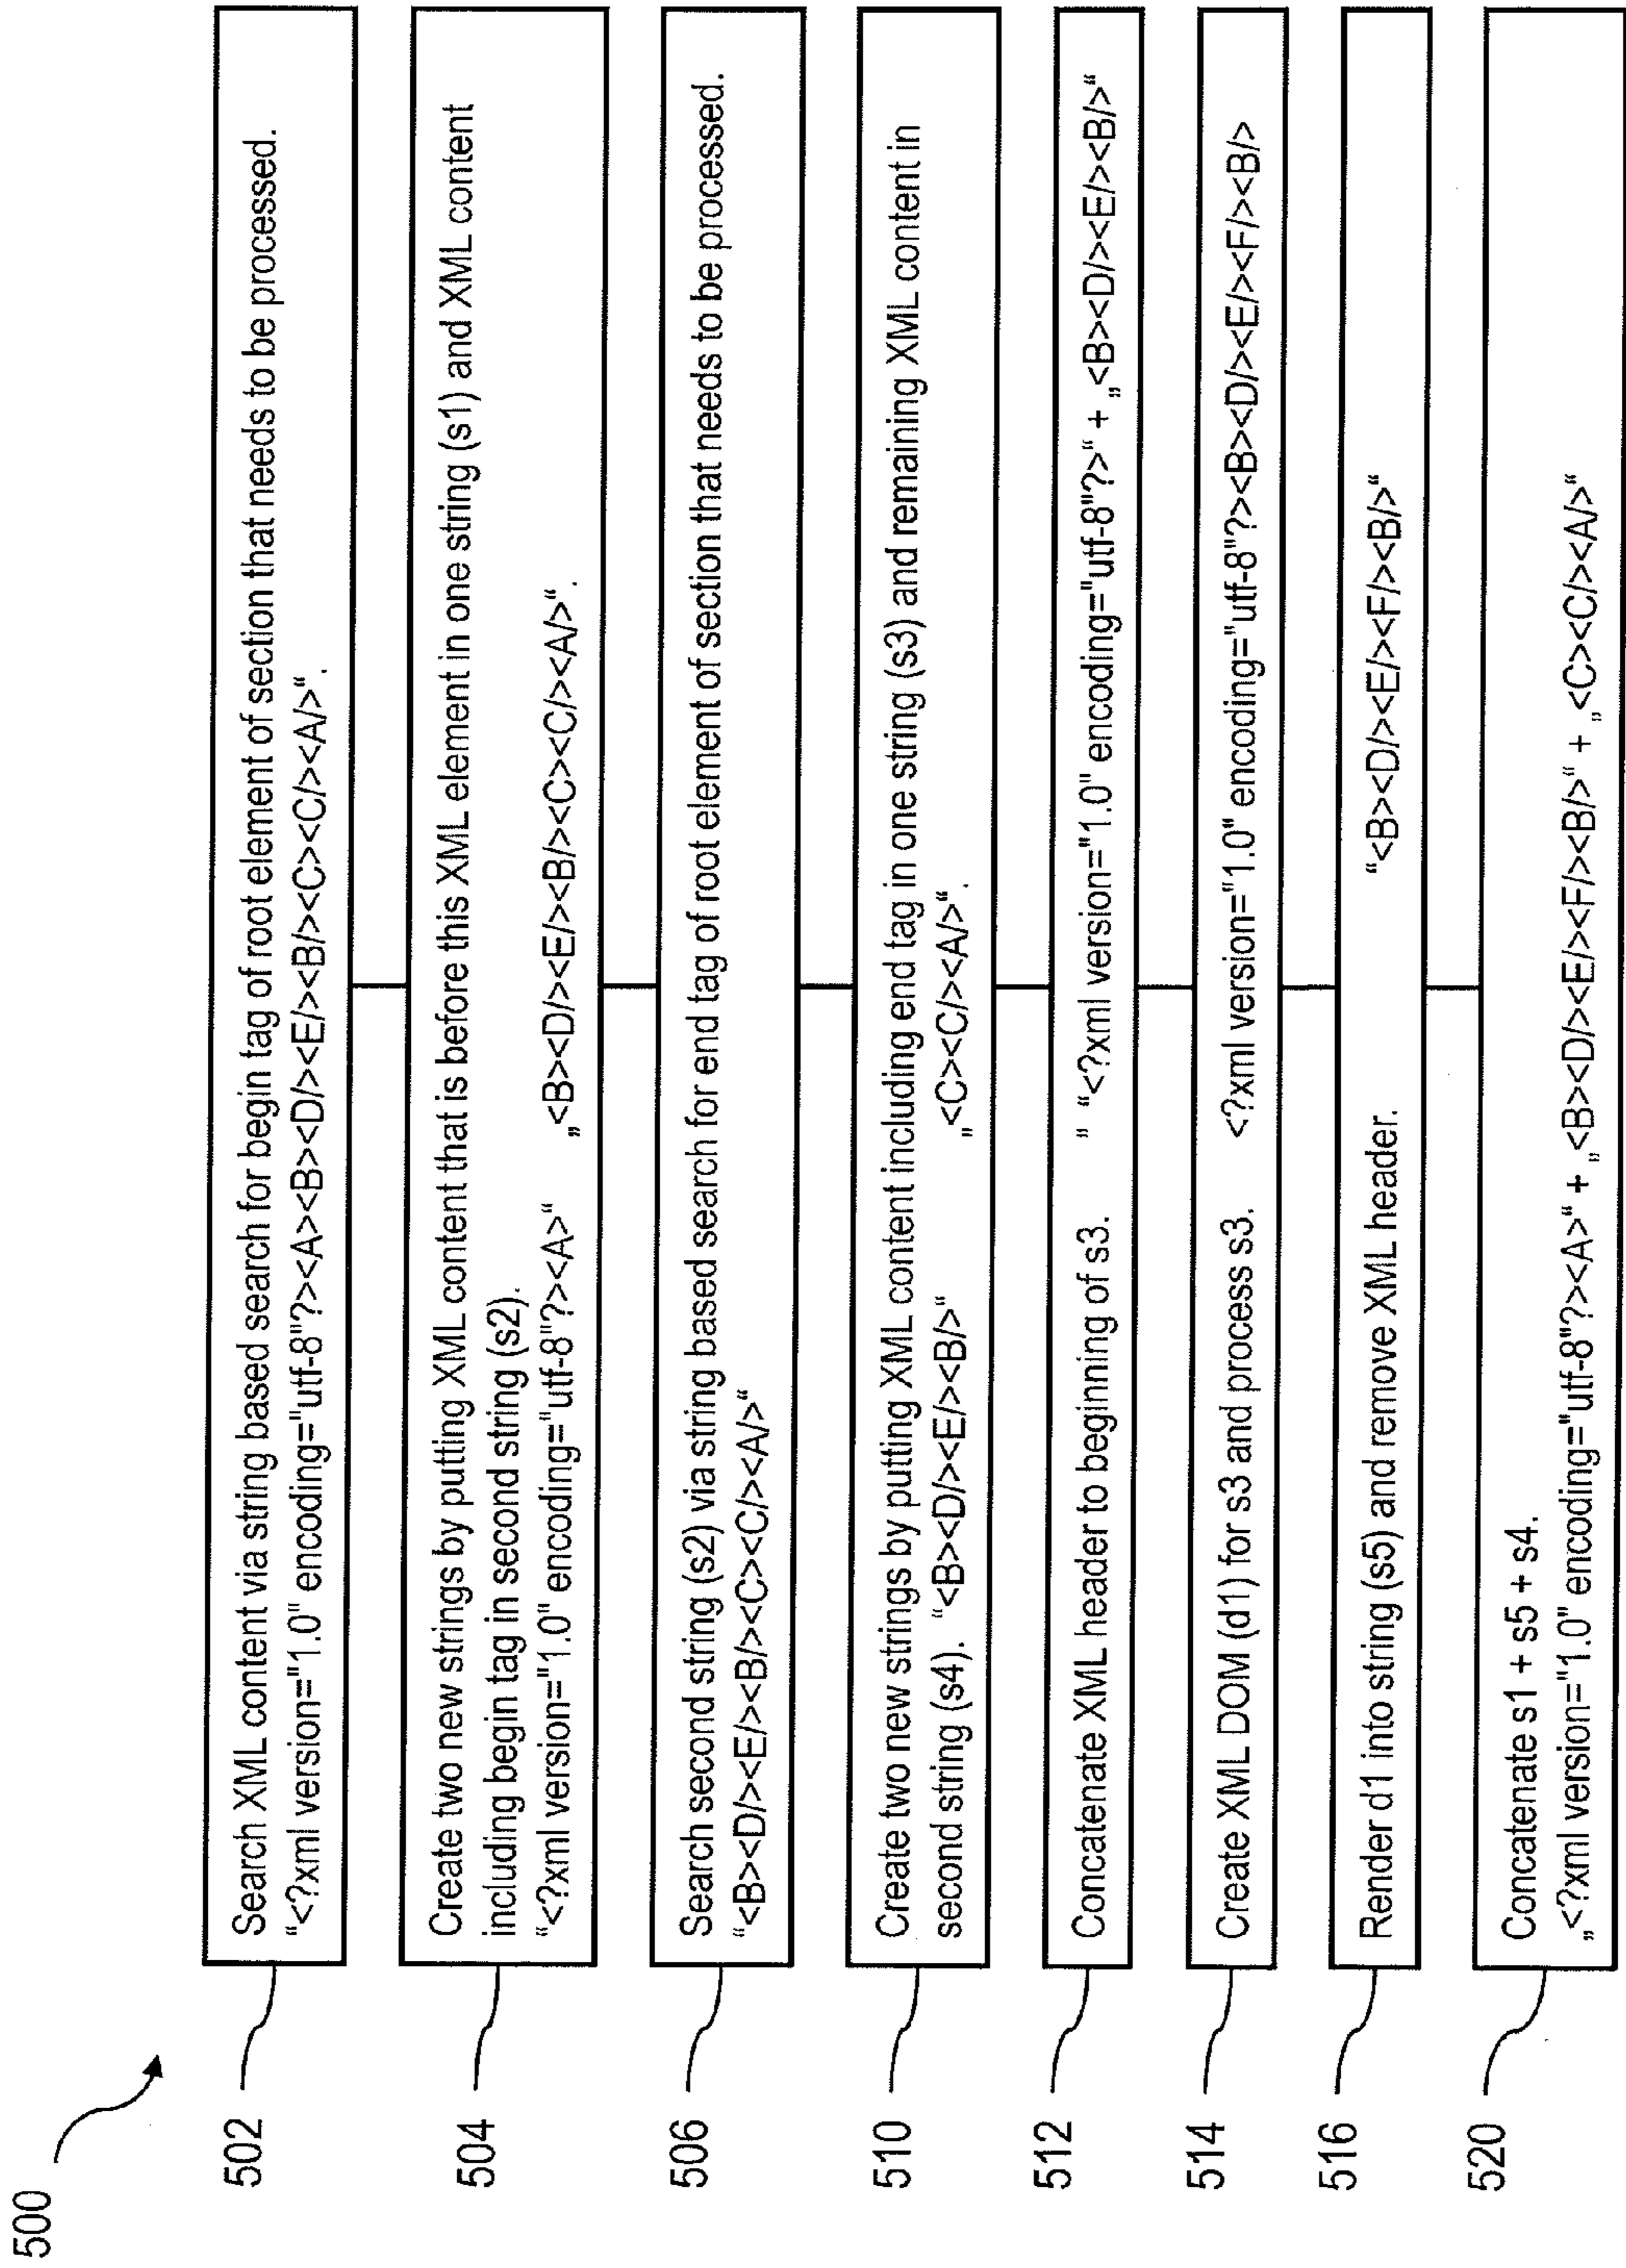 500
502
Search XML content via string based search for begin tag of root element of section that needs to be processed.
“<?xml version="1.0" encoding="utf-8"?><A><B><D/><E/><B/><C><C/><A/>“.
504
Create two new strings by putting XML content that is before this XML element in one string (s1) and XML content
including begin tag in second string (s2).
“<?xml version="1.0" encoding="utf-8"?><A>“ „<B><D/><E/><B/><C><C/><A/>“.
506
Search second string (s2) via string based search for end tag of root element of section that needs to be processed.
“<B><D/><E/><B/><C><C/><A/>“
510
Create two new strings by putting XML content including end tag in one string (s3) and remaining XML content in
second string (s4). “<B><D/><E/><B/>“ „<C><C/><A/>“.
512
Concatenate XML header to beginning of s3. " “<?xml version="1.0" encoding="utf-8"?>“ + „<B><D/><E/><B/>“
514
Create XML DOM (d1) for s3 and process s3. <?xml version="1.0" encoding="utf-8"?><B><D/><E/><F/><B/>
516
Render d1 into string (s5) and remove XML header. “<B><D/><E/><F/><B/>“
520
Concatenate s1 + s5 + s4.
„<?xml version="1.0" encoding="utf-8"?><A>“ + „<B><D/><E/><F/><B/>“ + „<C><C/><A/>“